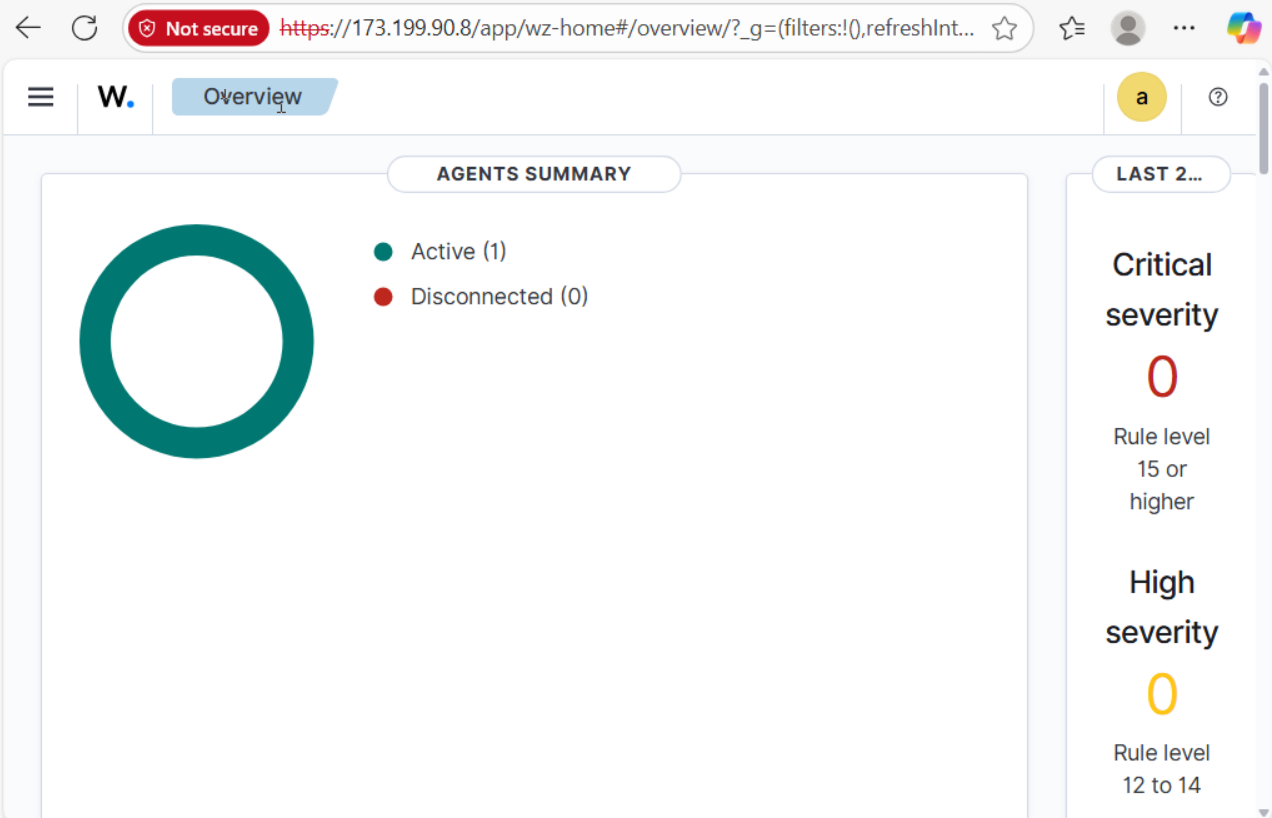 Not secure https://173.199.90.8/app/wz-home#/overview/?_g=(filters:!(),refreshInt...
W. Overview a
AGENTS SUMMARY
Active (1)
Disconnected (0)
LAST 2...
Critical
severity
0
Rule level
15 or
higher
High
severity
0
Rule level
12 to 14